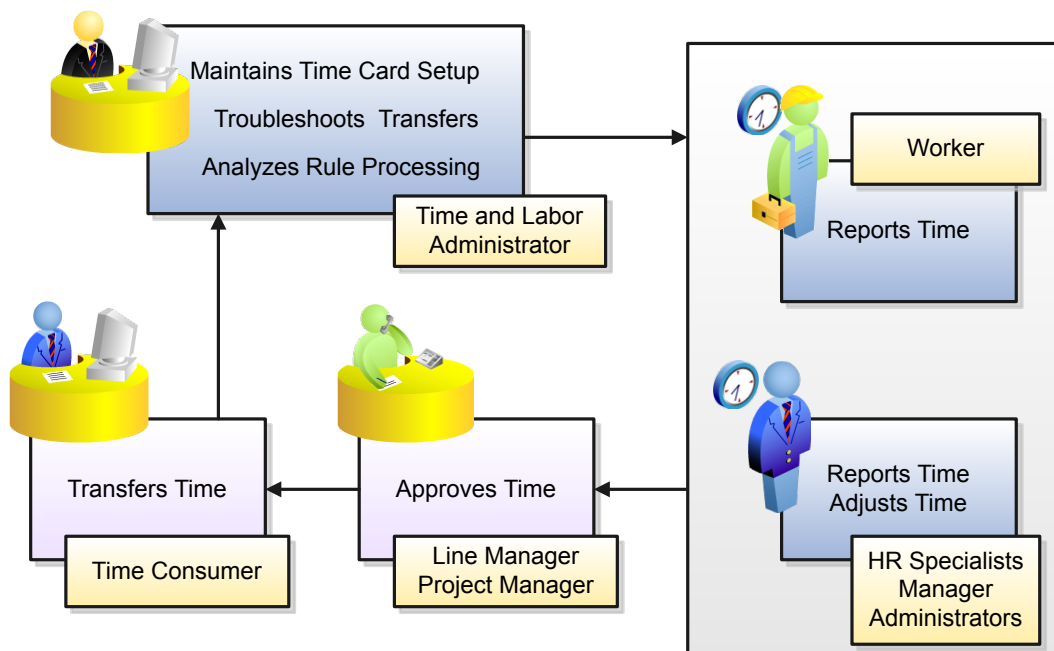 Maintains Time Card Setup
Troubleshoots Transfers
Analyzes Rule Processing
Time and Labor
Administrator
Worker
Reports Time
Reports Time
Adjusts Time
HR Specialists
Manager
Administrators
Approves Time
Line Manager
Project Manager
Transfers Time
Time Consumer